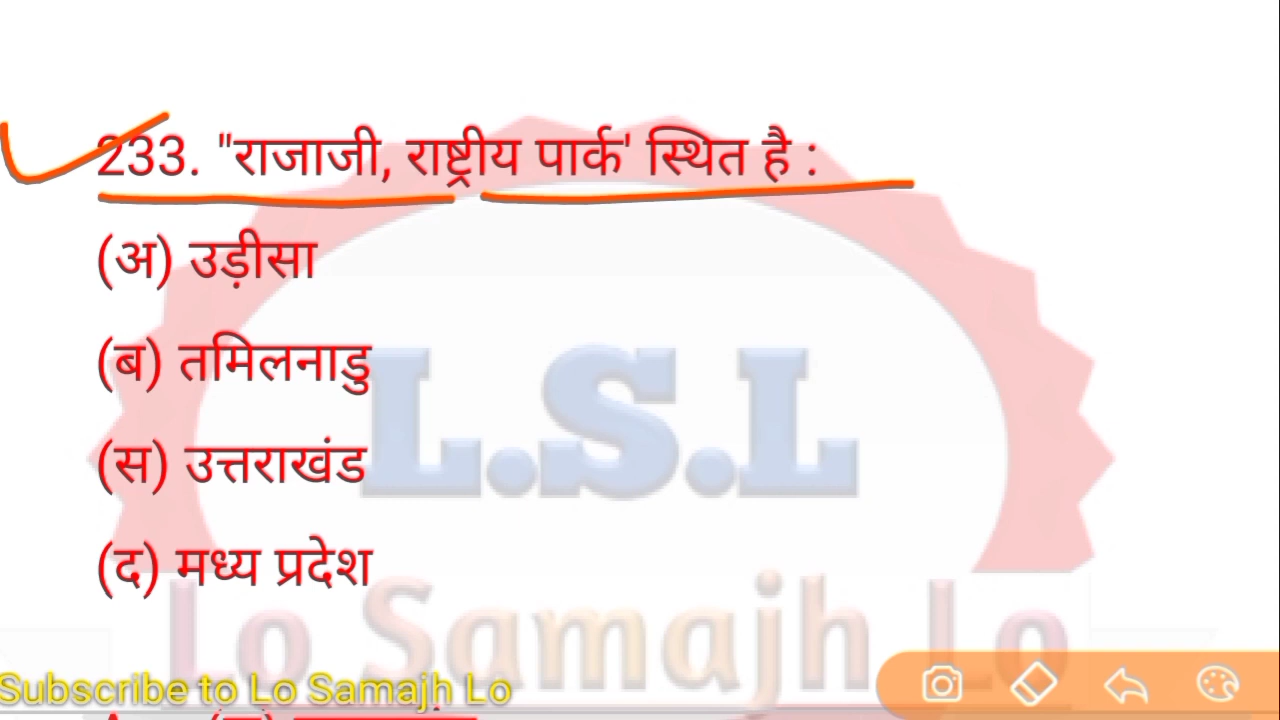 233. "राजाजी, राष्ट्रीय पार्क' स्थित है :
(अ) उड़ीसा
(ब) तमिलनाडु
(स) उत्तराखंड
(द) मध्य प्रदेश
L.S.L
Lo Samajh Lo
Subscribe to Lo Samajh Lo